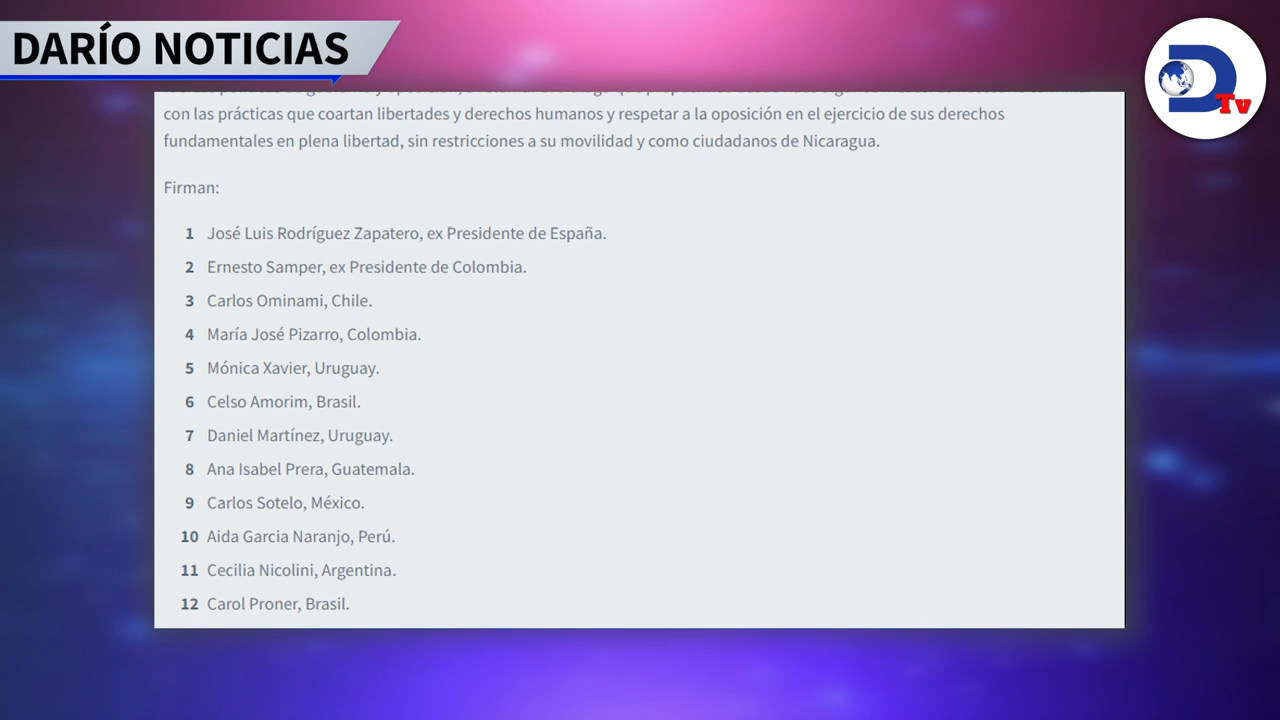 DARÍO NOTICIAS
D
Tv
con las prácticas que coartan libertades y derechos humanos y respetar a la oposición en el ejercicio de sus derechos
fundamentales en plena libertad, sin restricciones a su movilidad y como ciudadanos de Nicaragua.
Firman:
1 José Luis Rodríguez Zapatero, ex Presidente de España.
2 Ernesto Samper, ex Presidente de Colombia.
3 Carlos Ominami, Chile.
4 María José Pizarro, Colombia.
5 Mónica Xavier, Uruguay.
6 Celso Amorim, Brasil.
7 Daniel Martínez, Uruguay.
8 Ana Isabel Prera, Guatemala.
9 Carlos Sotelo, México.
10 Aida Garcia Naranjo, Perú.
11 Cecilia Nicolini, Argentina.
12 Carol Proner, Brasil.